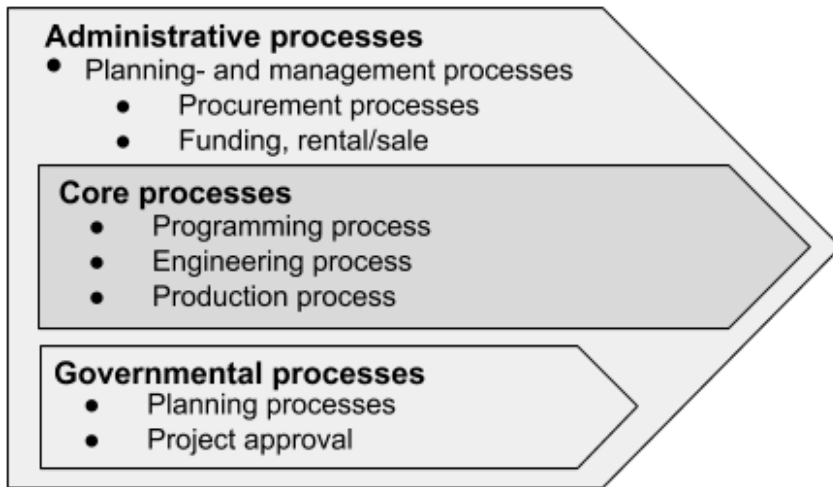 Administrative processes
● Planning- and management processes
● Procurement processes
● Funding, rental/sale
Core processes
● Programming process
● Engineering process
● Production process
Governmental processes
● Planning processes
● Project approval